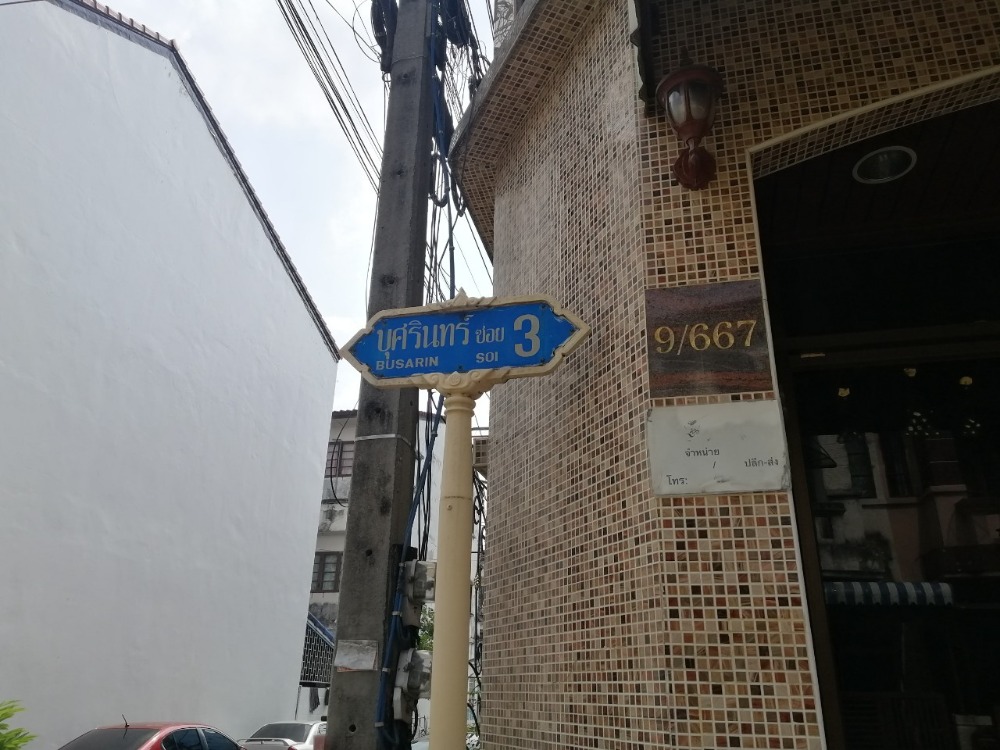 บุศรินทร์ ซอย 3
BUSARIN SOI
9/667
จำหน่าย
/ ปลีก-ส่ง
โทร: